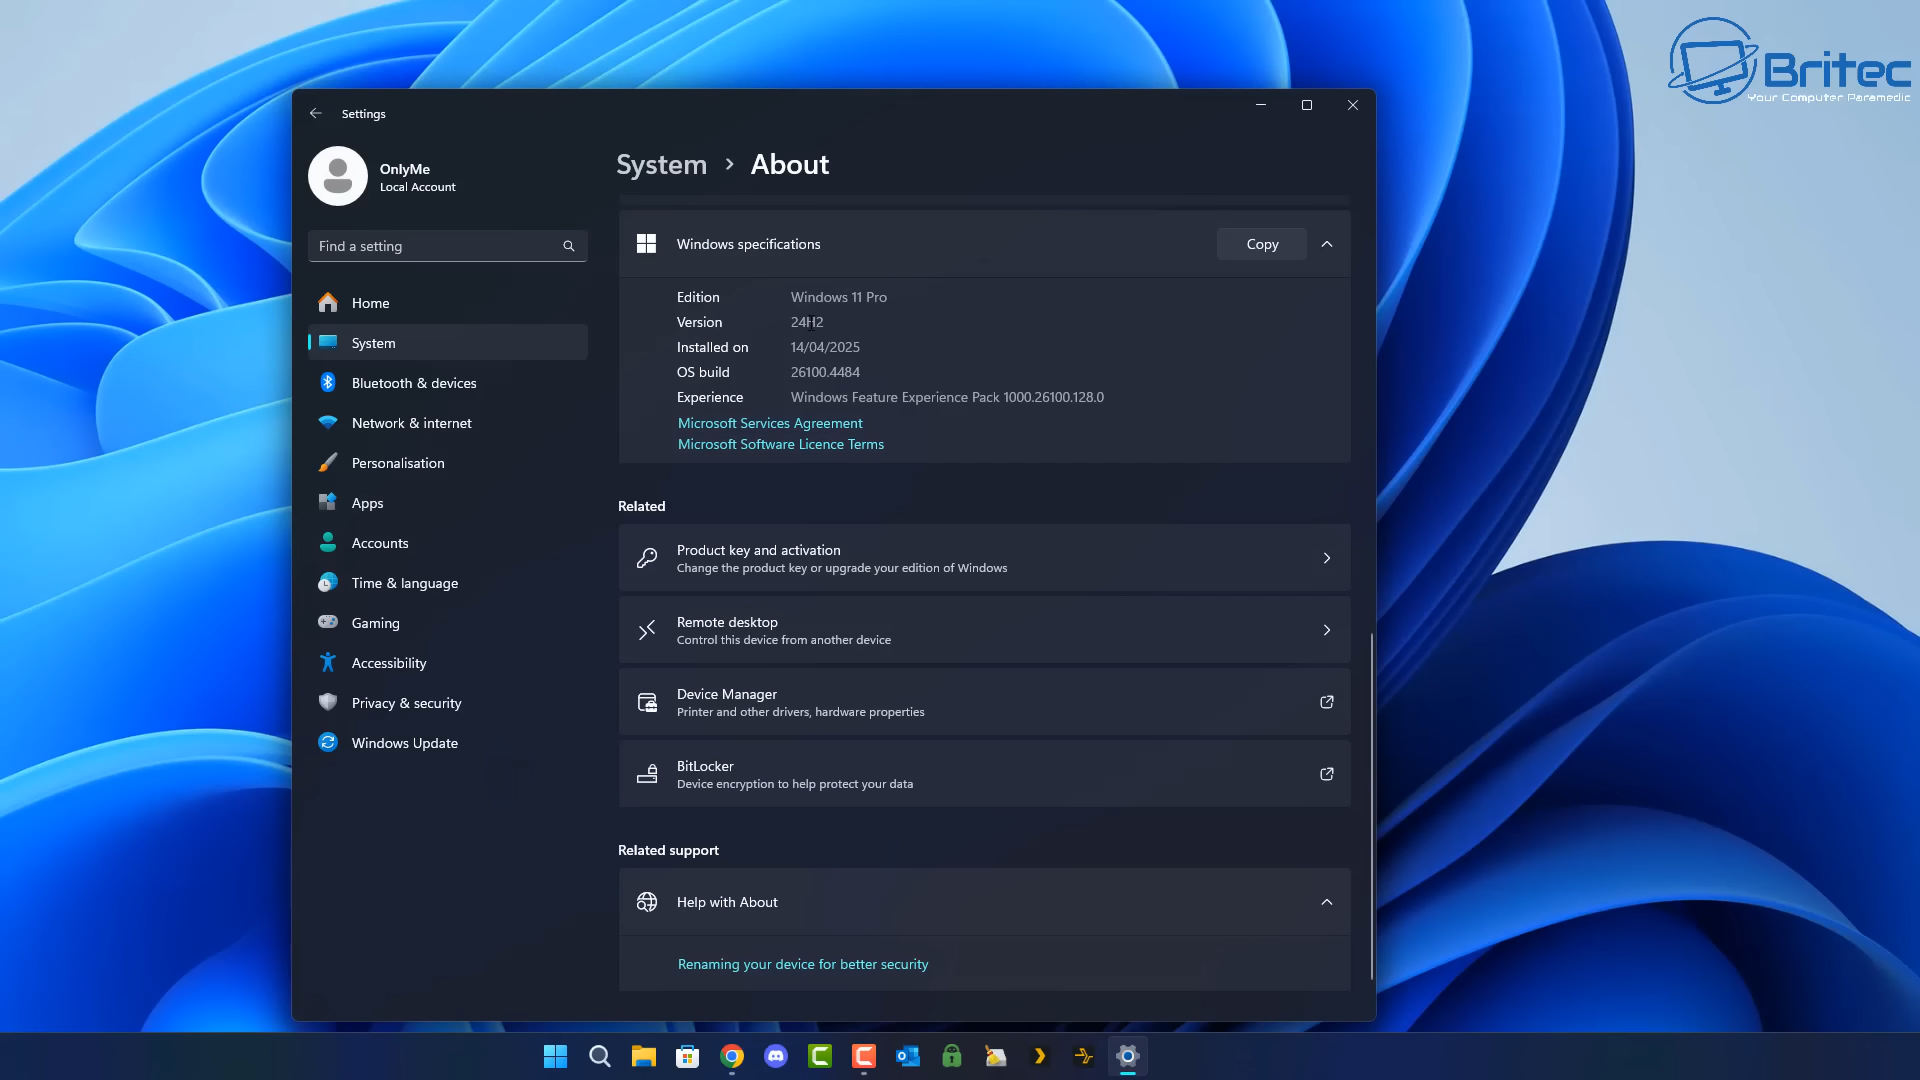 Britec
Your Computer Paramedic
Settings
OnlyMe
Local Account
Find a setting
Home
System
Bluetooth & devices
Network & internet
Personalisation
Apps
Accounts
Time & language
Gaming
Accessibility
Privacy & security
Windows Update
System › About
Windows specifications
Copy
Edition Windows 11 Pro
Version 24H2
Installed on 14/04/2025
OS build 26100.4484
Experience Windows Feature Experience Pack 1000.26100.128.0
Microsoft Services Agreement
Microsoft Software Licence Terms
Related
Product key and activation
Change the product key or upgrade your edition of Windows
Remote desktop
Control this device from another device
Device Manager
Printer and other drivers, hardware properties
BitLocker
Device encryption to help protect your data
Related support
Help with About
Renaming your device for better security